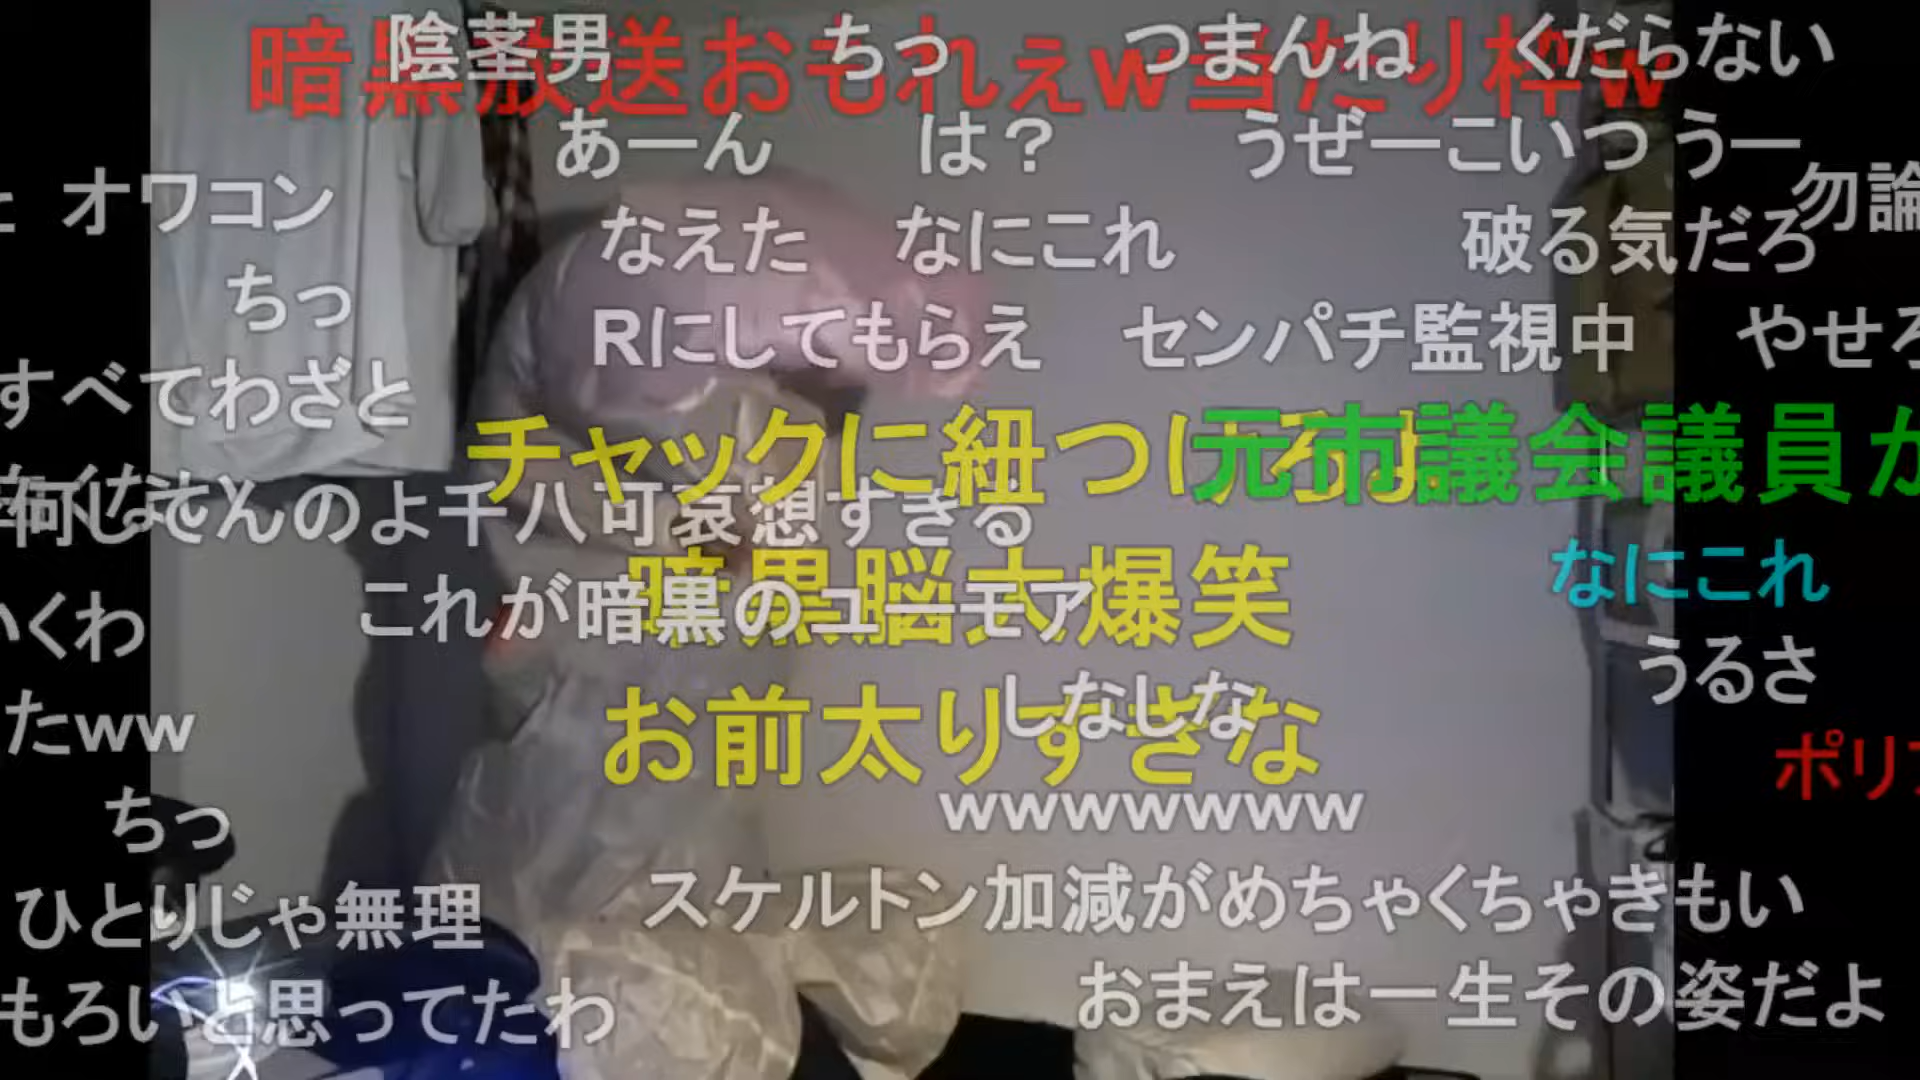 陰茎男
ちっ
つまんね
くだらない
暗黒放送おもれぇw当たり枠w
あーん
は？
うぜーこいつ
うー
オワコン
勿論
なえた
なにこれ
破る気だろ
ちっ
Rにしてもらえ
センパチ監視中
やせろ
すべてわざと
チャックに紐つけろよ
元市議会議員が
千八可哀想すぎる
暗黒脳大爆笑
なにこれ
これが暗黒のユーモア
いくわ
うるさ
しなしな
お前太りすぎな
たww
ポリ
wwwwwwww
ちっ
スケルトン加減がめちゃくちゃきもい
ひとりじゃ無理
おまえは一生その姿だよ
もろいと思ってたわ